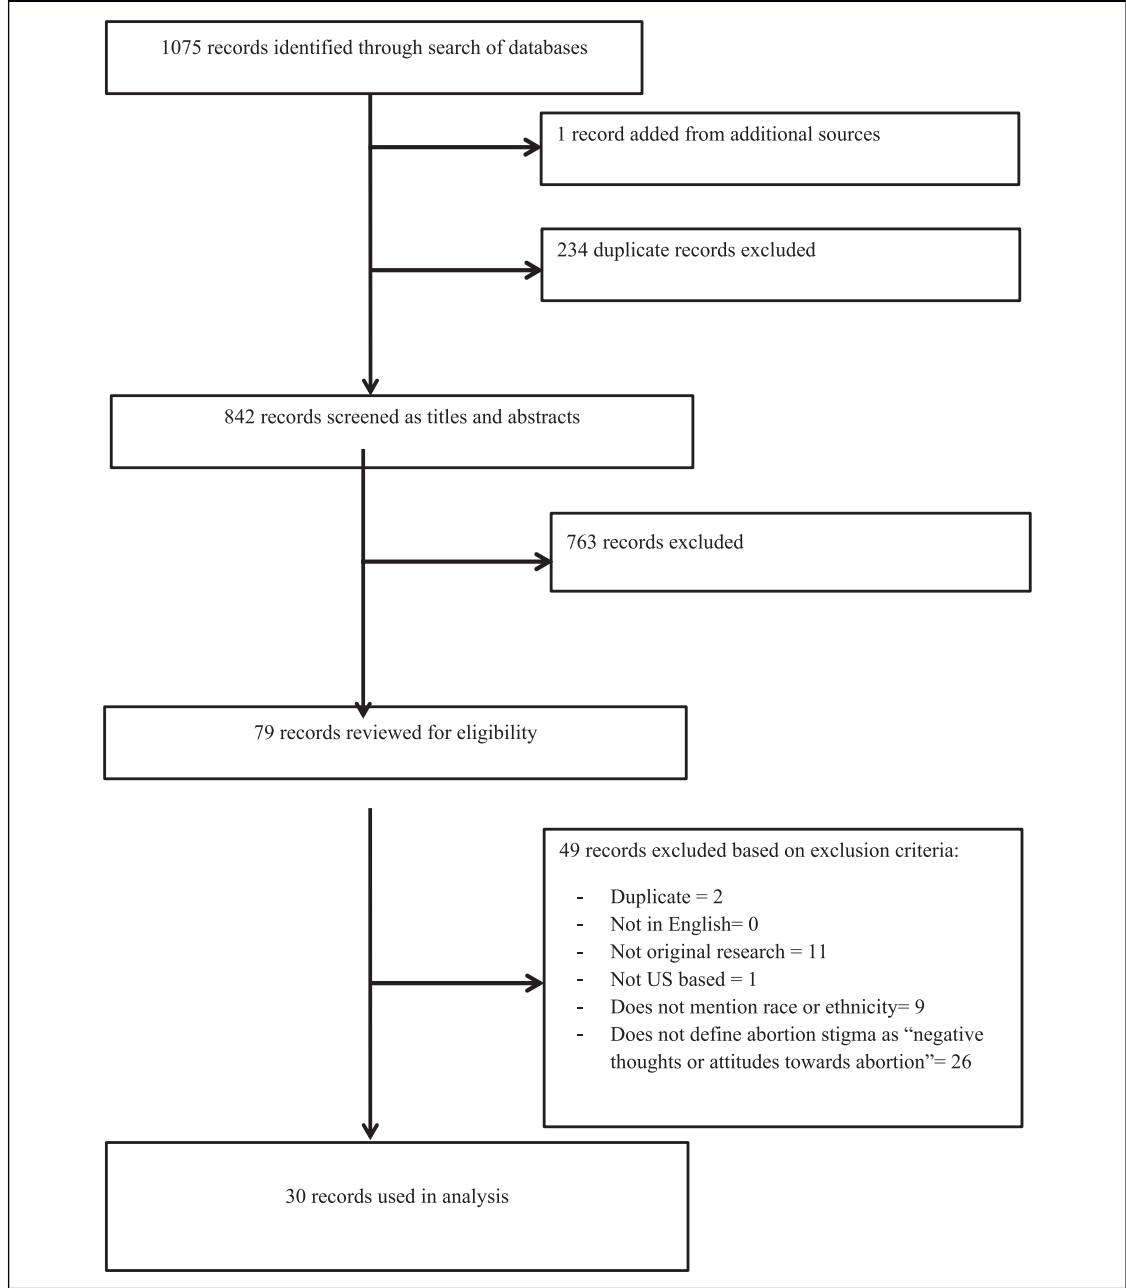 1075 records identified through search of databases
1 record added from additional sources
234 duplicate records excluded
842 records screened as titles and abstracts
763 records excluded
79 records reviewed for eligibility
49 records excluded based on exclusion criteria:
- Duplicate = 2
- Not in English= 0
- Not original research = 11
- Not US based = 1
- Does not mention race or ethnicity= 9
- Does not define abortion stigma as “negative
thoughts or attitudes towards abortion”= 26
30 records used in analysis